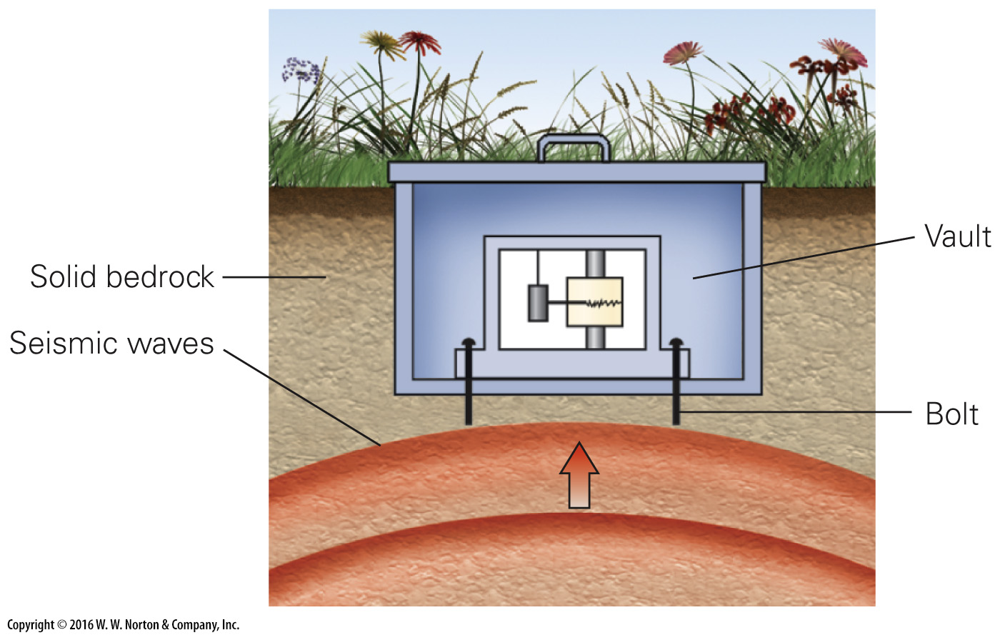 Vault
Solid bedrock
Seismic waves
Bolt
Copyright © 2016 W. W. Norton & Company, Inc.